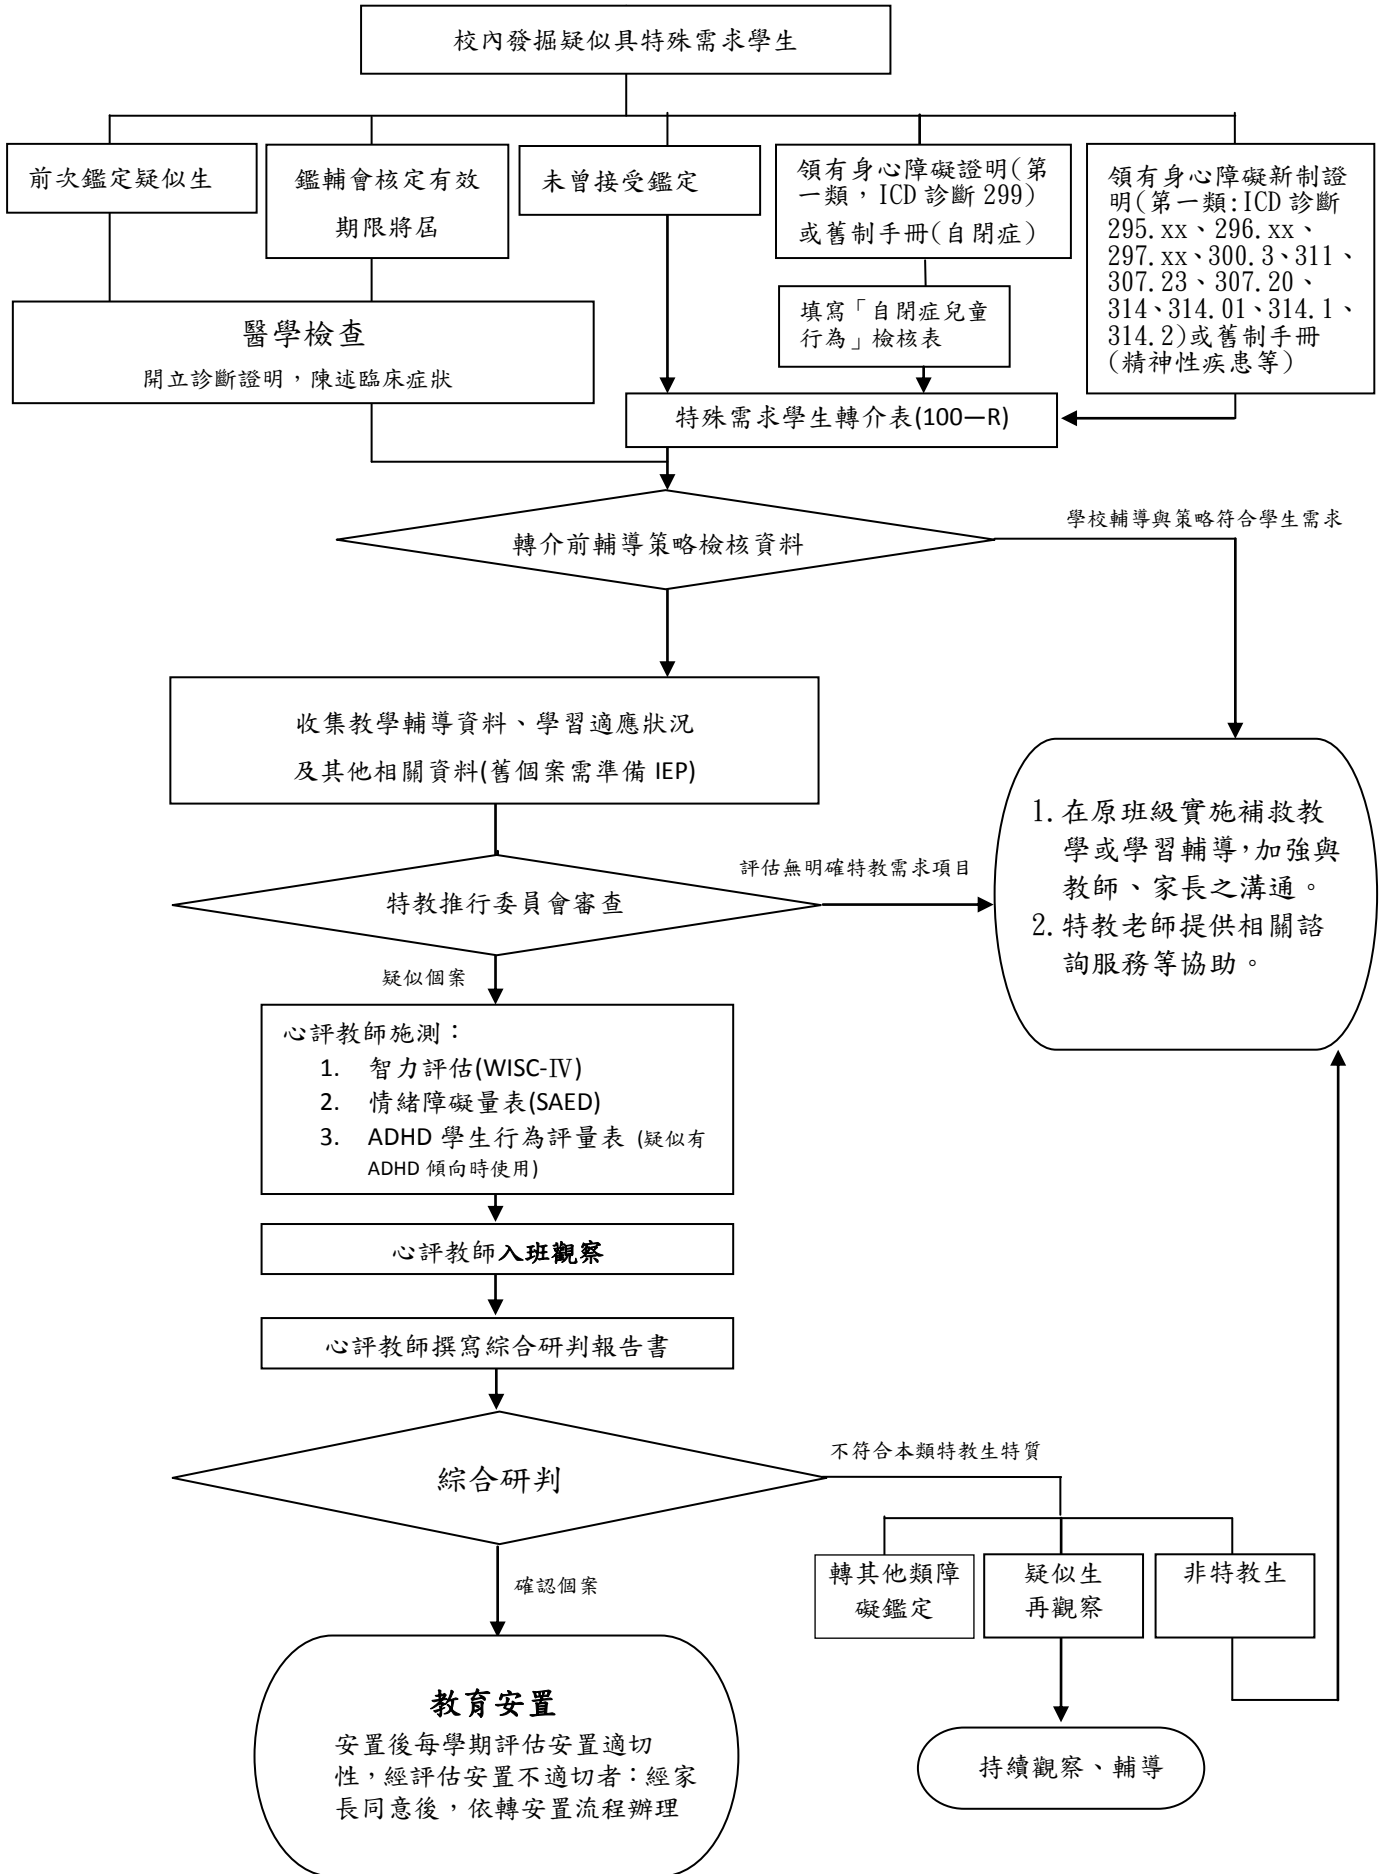 校內發掘疑似具特殊需求學生
前次鑑定疑似生
鑑輔會核定有效
期限將屆
未曾接受鑑定
領有身心障礙證明(第
一類，ICD 診斷 299)
或舊制手冊(自閉症)
領有身心障礙新制證
明(第一類:ICD 診斷
295.xx、296.xx、
297.xx、300.3、311、
307.23、307.20、
314、314.01、314.1、
314.2)或舊制手冊
(精神性疾患等)
填寫「自閉症兒童
行為」檢核表
醫學檢查
開立診斷證明，陳述臨床症狀
特殊需求學生轉介表(100—R)
轉介前輔導策略檢核資料
學校輔導與策略符合學生需求
收集教學輔導資料、學習適應狀況
及其他相關資料(舊個案需準備 IEP)
特教推行委員會審查
評估無明確特教需求項目
1. 在原班級實施補救教
學或學習輔導，加強與
教師、家長之溝通。
2. 特教老師提供相關諮
詢服務等協助。
疑似個案
心評教師施測：
1. 智力評估(WISC-Ⅳ)
2. 情緒障礙量表(SAED)
3. ADHD 學生行為評量表 (疑似有
ADHD 傾向時使用)
心評教師入班觀察
心評教師撰寫綜合研判報告書
綜合研判
不符合本類特教生特質
轉其他類障
礙鑑定
疑似生
再觀察
非特教生
確認個案
教育安置
安置後每學期評估安置適切
性，經評估安置不適切者：經家
長同意後，依轉安置流程辦理
持續觀察、輔導